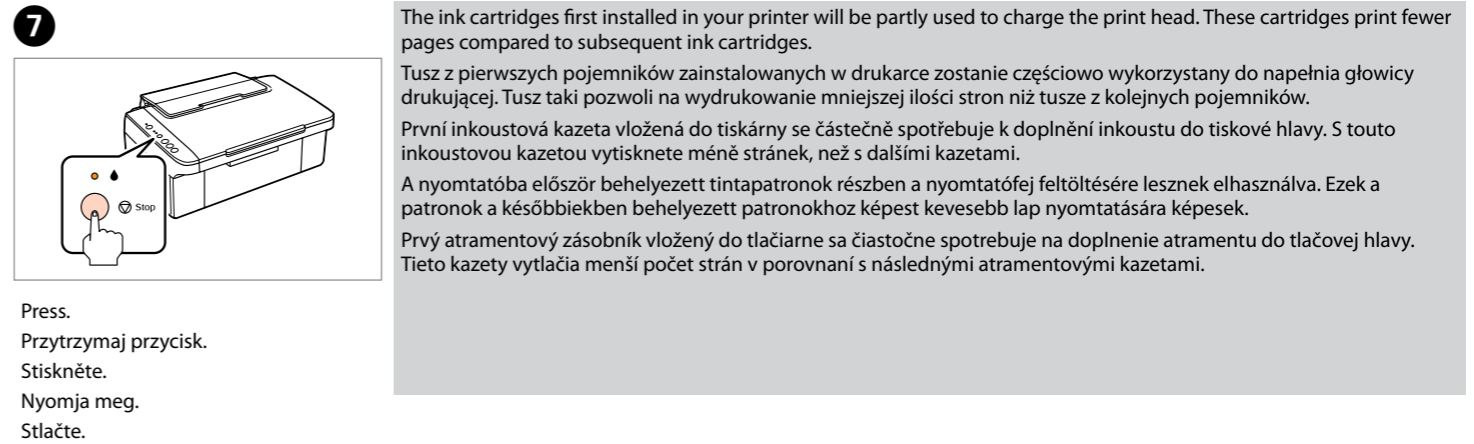 7
Stop
Press.
Przytrzymaj przycisk.
Stiskněte.
Nyomja meg.
Stlačte.
The ink cartridges first installed in your printer will be partly used to charge the print head. These cartridges print fewer
pages compared to subsequent ink cartridges.
Tusz z pierwszych pojemników zainstalowanych w drukarce zostanie częściowo wykorzystany do napełnia głowicy
drukującej. Tusz taki pozwoli na wydrukowanie mniejszej ilości stron niż tusze z kolejnych pojemników.
První inkoustová kazeta vložená do tiskárny se částečně spotřebuje k doplnění inkoustu do tiskové hlavy. S touto
inkoustovou kazetou vytisknete méně stránek, než s dalšími kazetami.
A nyomtatóba először behelyezett tintapatronok részben a nyomtatófej feltöltésére lesznek elhasználva. Ezek a
patronok a későbbiekben behelyezett patronokhoz képest kevesebb lap nyomtatására képesek.
Prvý atramentový zásobník vložený do tlačiarne sa čiastočne spotrebuje na doplnenie atramentu do tlačovej hlavy.
Tieto kazety vytlačia menší počet strán v porovnaní s následnými atramentovými kazetami.